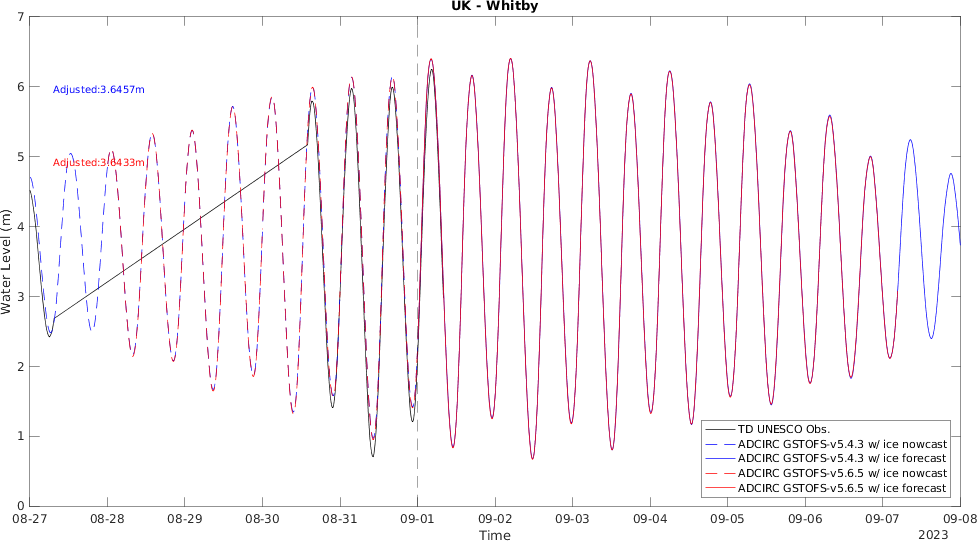 UK - Whitby
7
6
5
4
3
2
1
0
Water Level (m)
Adjusted:3.6457m
Adjusted:3.6433m
TD UNESCO Obs.
ADCIRC GSTOFS-v5.4.3 w/ ice nowcast
ADCIRC GSTOFS-v5.4.3 w/ ice forecast
ADCIRC GSTOFS-v5.6.5 w/ ice nowcast
ADCIRC GSTOFS-v5.6.5 w/ ice forecast
08-27 08-28 08-29 08-30 08-31 09-01 09-02 09-03 09-04 09-05 09-06 09-07 09-08
Time
2023